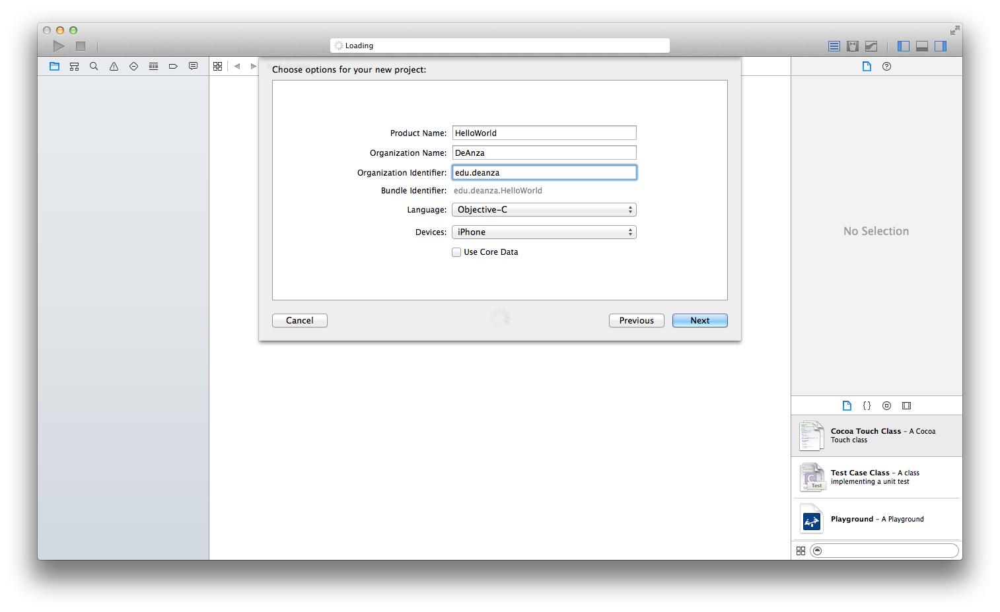 Loading
Choose options for your new project:
Product Name: HelloWorld
Organization Name: DeAnza
Organization Identifier: edu.deanza
Bundle Identifier: edu.deanza.HelloWorld
Language: Objective-C
Devices: iPhone
Use Core Data
Cancel
Previous
Next
No Selection
{}
Cocoa Touch Class – A Cocoa
Touch class
C
Test
Test Case Class – A class
implementing a unit test
Playground – A Playground